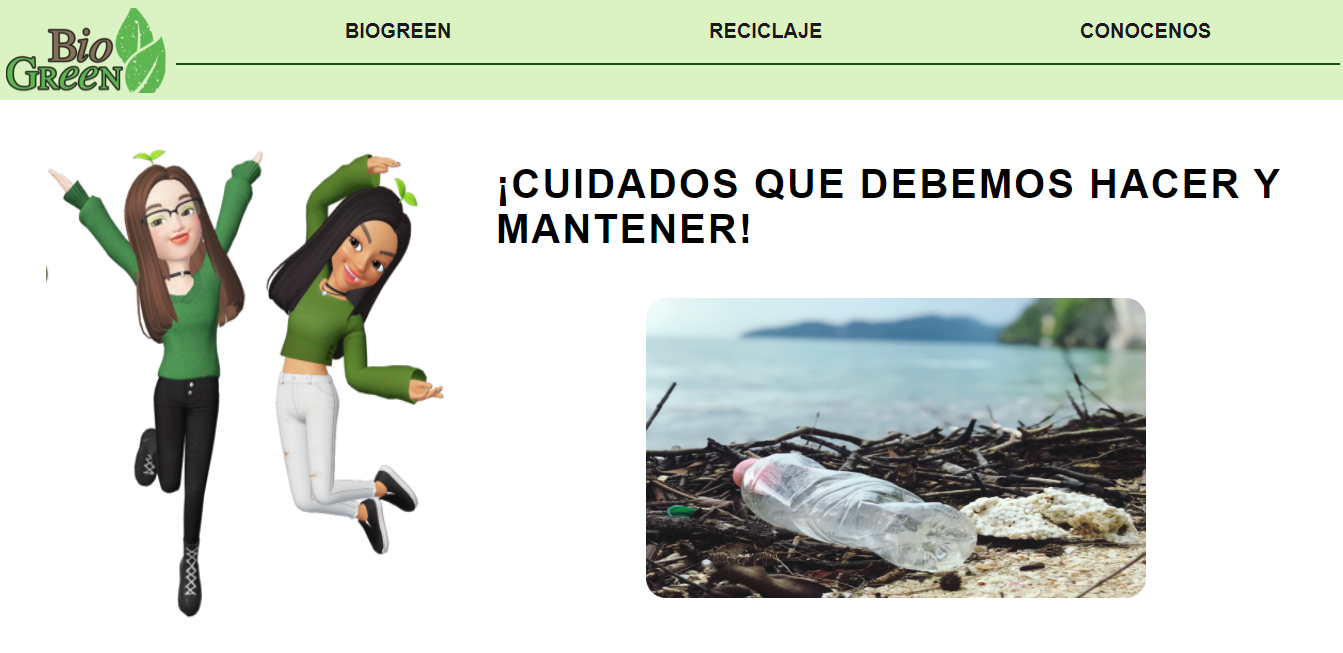 Bio
Green
BIOGREEN
RECICLAJE
CONOCENOS
¡CUIDADOS QUE DEBEMOS HACER Y
MANTENER!